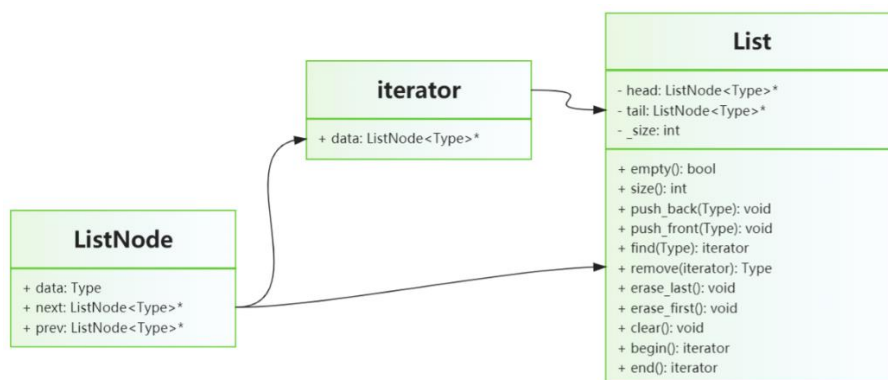 List
- head: ListNode<Type>*
- tail: ListNode<Type>*
- _size: int
+ empty(): bool
+ size(): int
+ push_back(Type): void
+ push_front(Type): void
+ find(Type): iterator
+ remove(iterator): Type
+ erase_last(): void
+ erase_first(): void
+ clear(): void
+ begin(): iterator
+ end(): iterator
iterator
+ data: ListNode<Type>*
ListNode
+ data: Type
+ next: ListNode<Type>*
+ prev: ListNode<Type>*